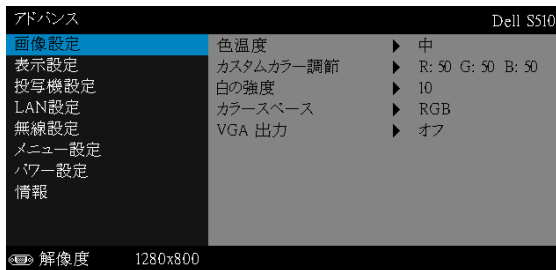 アドバンス Dell S510
画像設定 色温度 ▶ 中
表示設定 カスタムカラー調節 ▶ R: 50 G: 50 B: 50
投写機設定 白の強度 ▶ 10
LAN設定 カラースペース ▶ RGB
無線設定 VGA 出力 ▶ オフ
メニュー設定
パワー設定
情報
解像度 1280x800